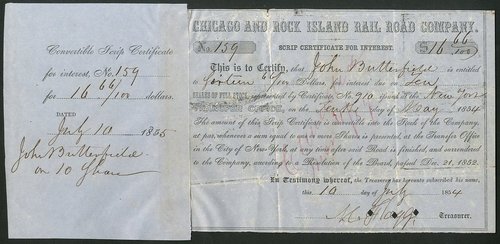 Convertible Scrip Certificate
for interest, No. 159
for 16 66/100 dollars.
DATED
July 10 1855
John Butterfield
on 10 Shares
CHICAGO AND ROCK ISLAND RAIL ROAD COMPANY.
No. 159
SCRIP CERTIFICATE FOR INTEREST.
$16 66/100
This is to Certify, that John Butterfield is entitled
to Sixteen 66/100 Dollars, for Interest due on Ten
SHARES OF FULL STOCK, represented by Certificate No. 910 New York
TRANSFER OFFICE, Tenth day of May 1854
The amount of this Scrip Certificate is convertible into the Stock of the Company,
at par, whenever a sum equal to one or more Shares is presented, at the Transfer Office
in the City of New-York, at any time after said Road is finished, and surrendered
to the Company, according to a Resolution of the Board, passed Dec. 21, 1852.
In Testimony whereof, the Treasurer has hereunto subscribed his name,
this 10 day of July 1854
Treasurer.